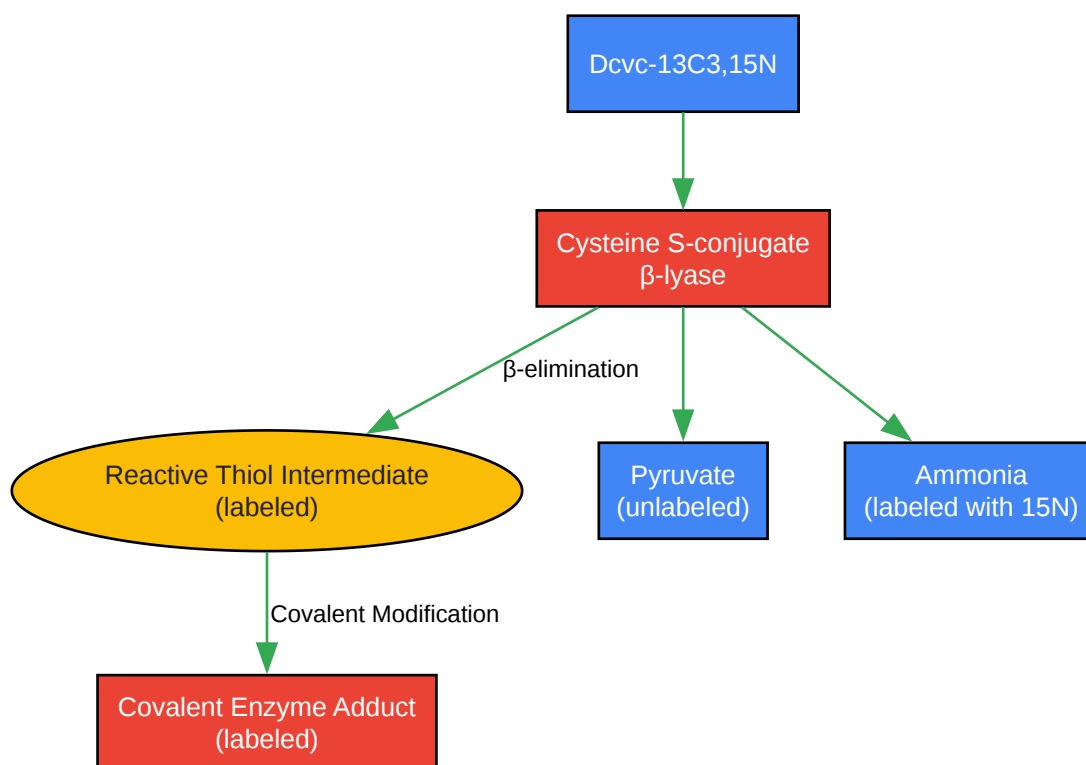 Dcvc-13C3,15N
Cysteine S-conjugate
β-lyase
β-elimination
Reactive Thiol Intermediate
(labeled)
Pyruvate
(unlabeled)
Ammonia
(labeled with 15N)
Covalent Modification
Covalent Enzyme Adduct
(labeled)